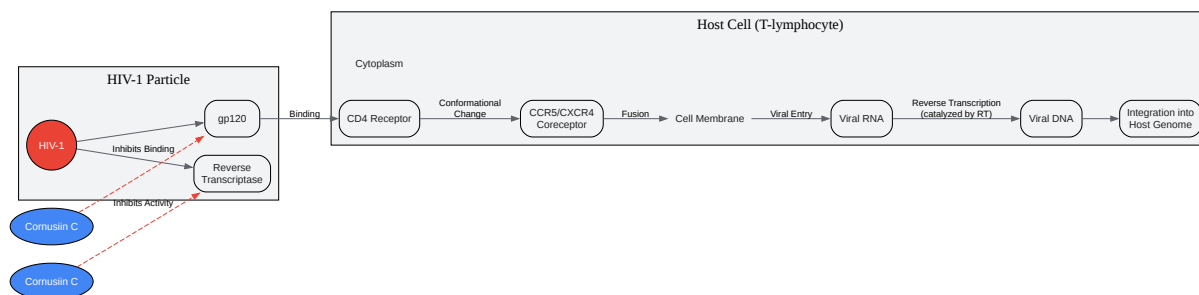 HIV-1 Particle
HIV-1
gp120
Reverse
Transcriptase
Inhibits Binding
Inhibits Activity
Cornusiin C
Cornusiin C
Binding
Host Cell (T-lymphocyte)
Cytoplasm
CD4 Receptor
Conformational
Change
CCR5/CXCR4
Coreceptor
Fusion
Cell Membrane
Viral Entry
Viral RNA
Reverse Transcription
(catalyzed by RT)
Viral DNA
Integration into
Host Genome